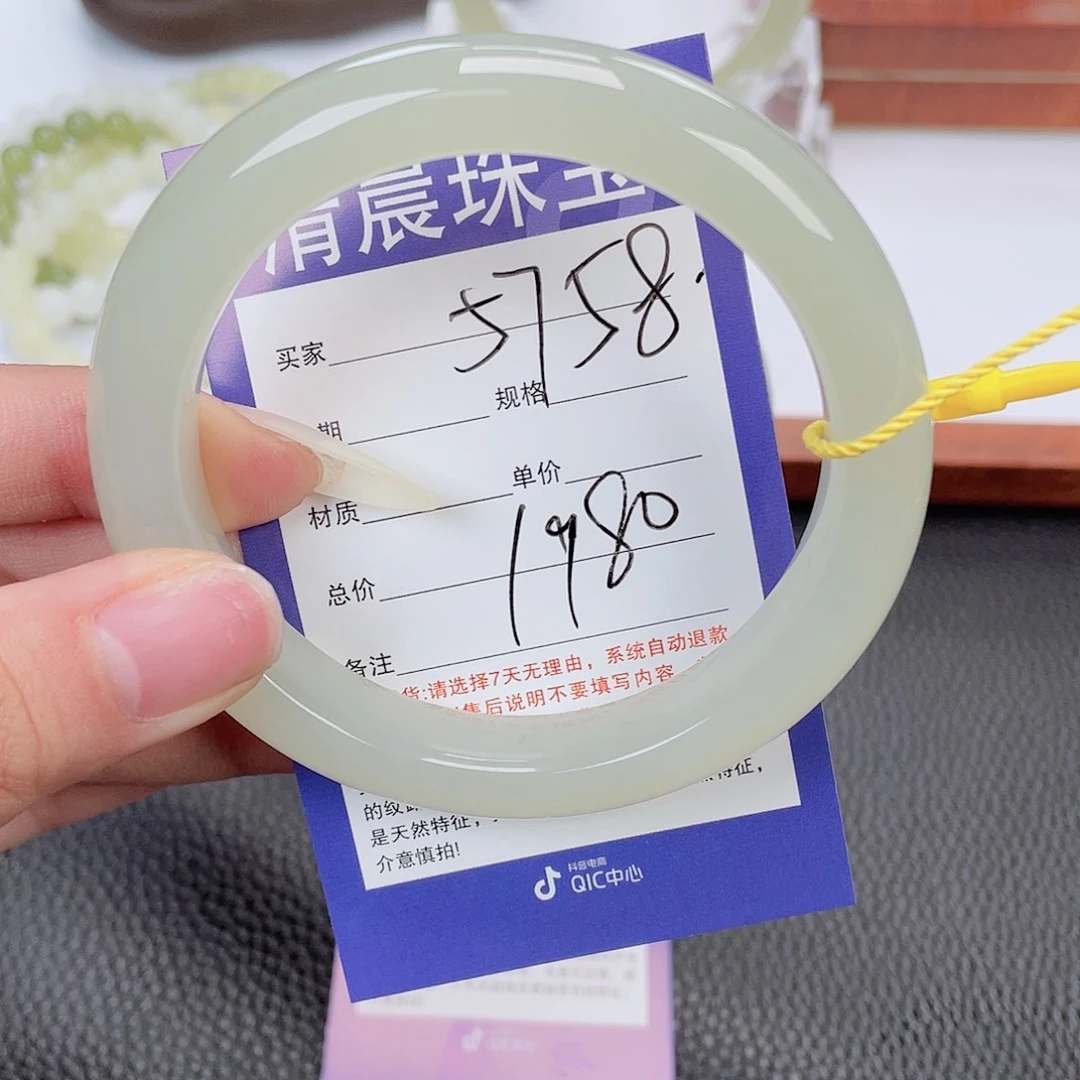 清晨珠宝
买家 5758.
期 规格
材质 单价
总价 1980
备注
货:请选择7天无理由，系统自动退款
售后说明不要填写内容
的纹
是天然特征，
特征，
介意慎拍!
抖音电商
QIC中心